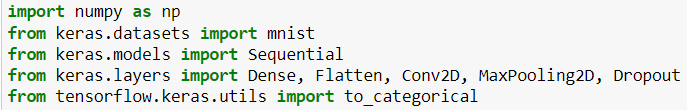 import numpy as np
from keras.datasets import mnist
from keras.models import Sequential
from keras.layers import Dense, Flatten, Conv2D, MaxPooling2D, Dropout
from tensorflow.keras.utils import to_categorical